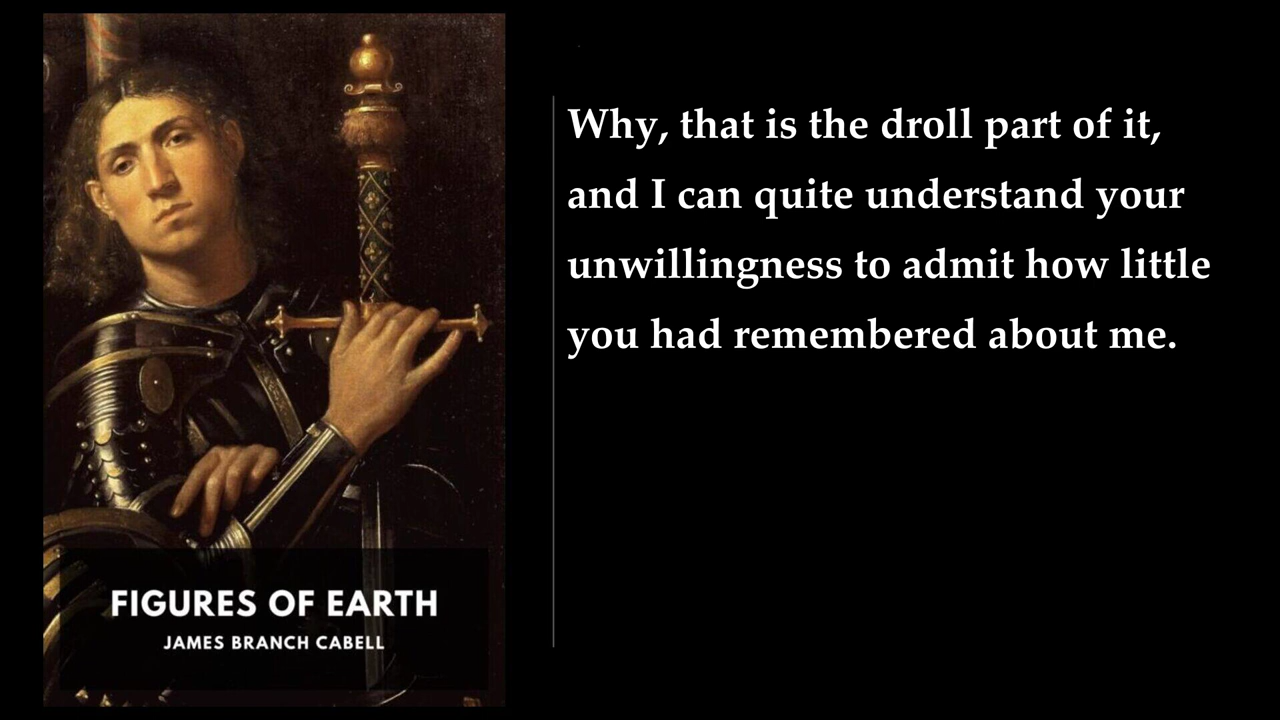 Why, that is the droll part of it,
and I can quite understand your
unwillingness to admit how little
you had remembered about me.
FIGURES OF EARTH
JAMES BRANCH CABELL